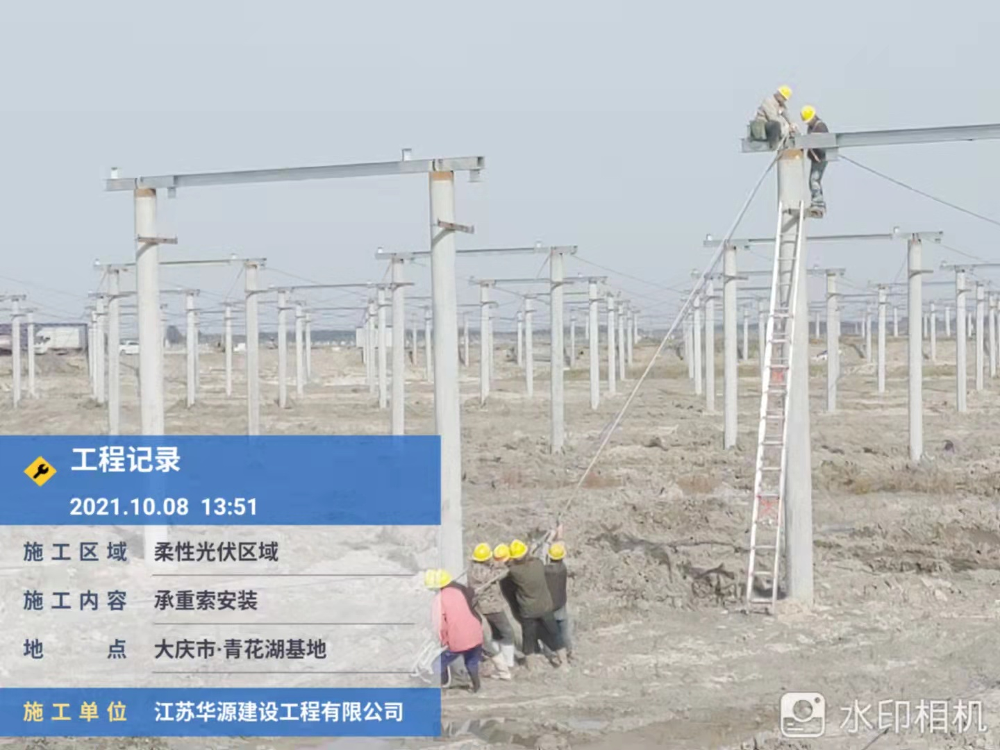 工程记录
2021.10.08 13:51
施工区域 柔性光伏区域
施工内容 承重索安装
地点 大庆市·青花湖基地
施工单位 江苏华源建设工程有限公司
水印相机